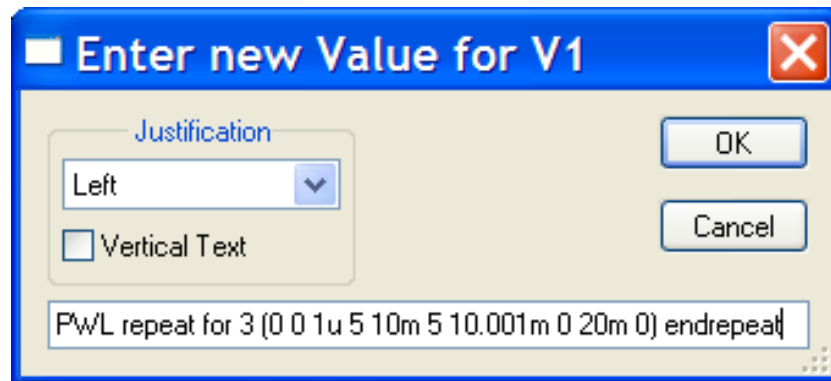 Enter new Value for V1
Justification
Left
Vertical Text
OK
Cancel
PWL repeat for 3 (0 0 1u 5 10m 5 10.001m 0 20m 0) endrepeat